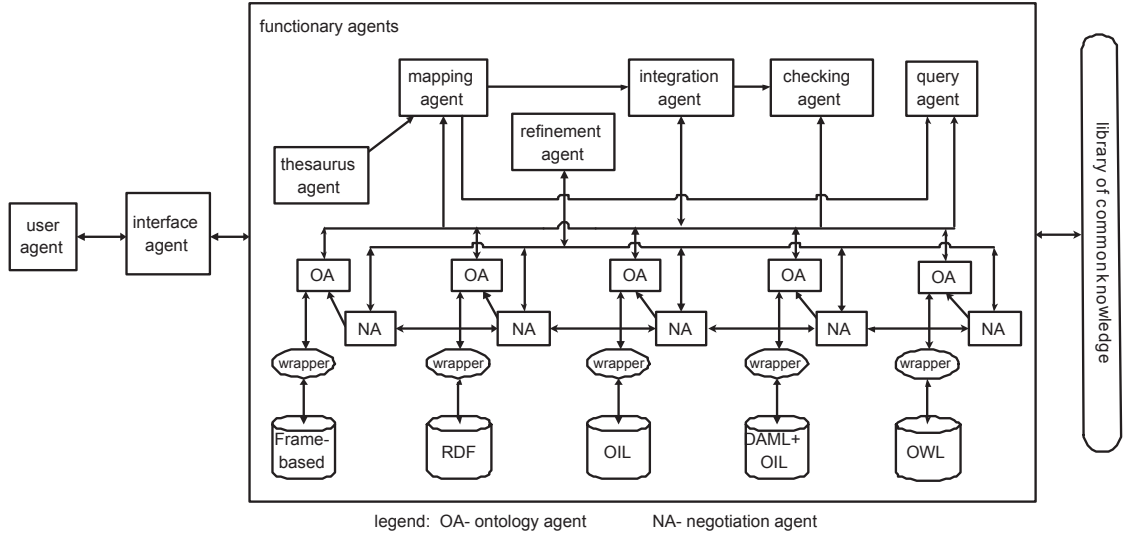 functionary agents
mapping
agent
integration
agent
checking
agent
query
agent
refinement
agent
thesaurus
agent
user
agent
interface
agent
library of common knowledge
OA
OA
OA
OA
OA
NA
NA
NA
NA
NA
wrapper
wrapper
wrapper
wrapper
wrapper
Frame-
based
RDF
OIL
DAML+
OIL
OWL
legend: OA- ontology agent NA- negotiation agent